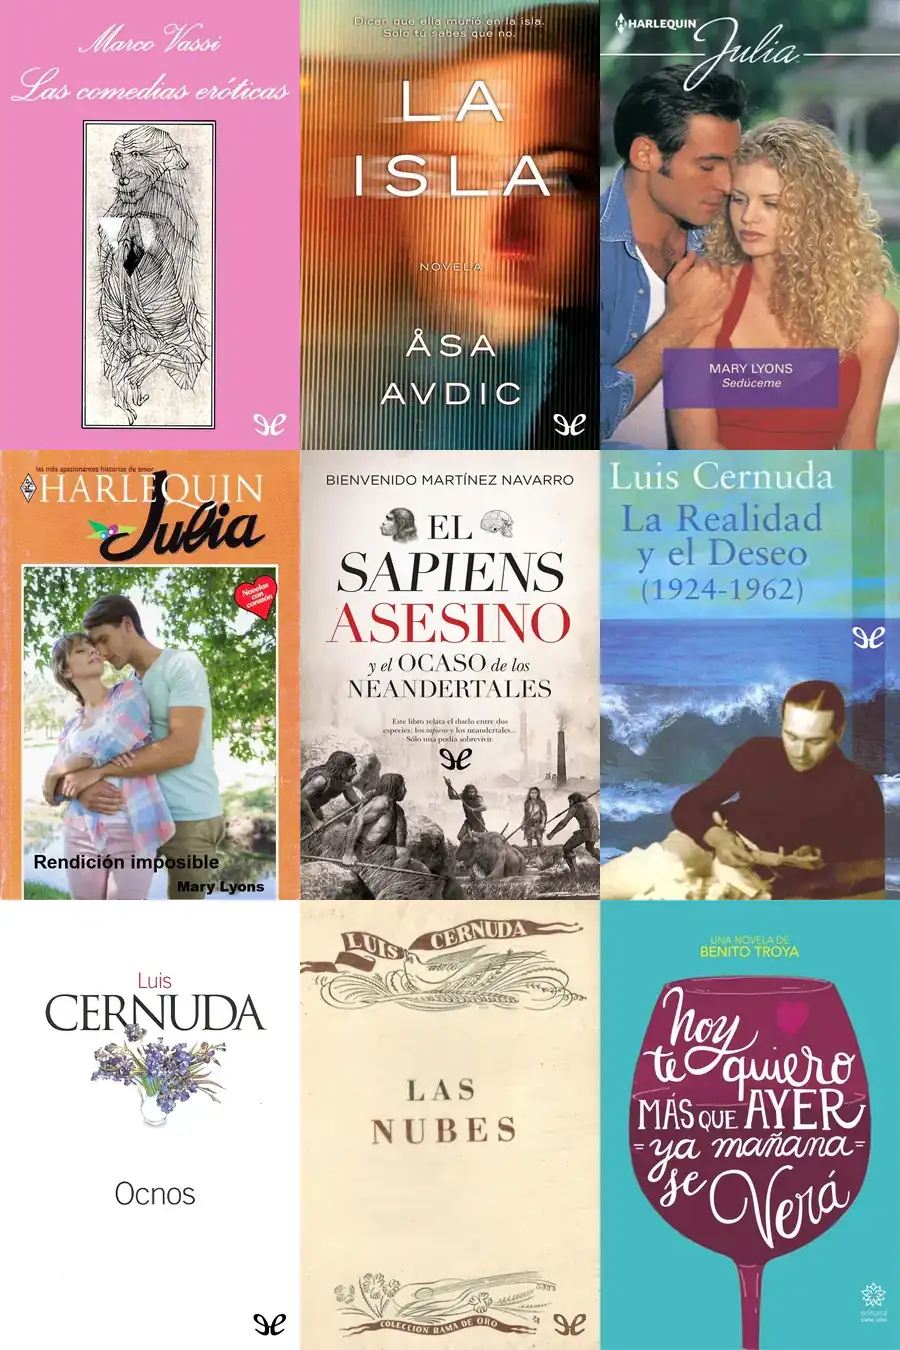 Marco Vassi
Las comedias eróticas
Dicen que ella murió en la isla.
Solo tú sabes que no.
LA
ISLA
NOVELA
ÅSA
AVDIC
HARLEQUIN
Julia
MARY LYONS
Sedúceme
las más apasionantes historias de amor
HARLEQUIN
Julia
Novelas
con
corazón
Rendición imposible
Mary Lyons
BIENVENIDO MARTÍNEZ NAVARRO
EL
SAPIENS
ASESINO
y el OCASO de los
NEANDERTALES
Este libro relata el duelo entre dos
especies: los sapiens y los neandertales...
Sólo una podía sobrevivir.
Luis Cernuda
La Realidad
y el Deseo
(1924-1962)
Luis
CERNUDA
Ocnos
LUIS CERNUDA
LAS
NUBES
COLECCION RAMA DE ORO
UNA NOVELA DE
BENITO TROYA
hoy
te quiero
MÁS QUE AYER
ya mañana
se
Verá
editorial